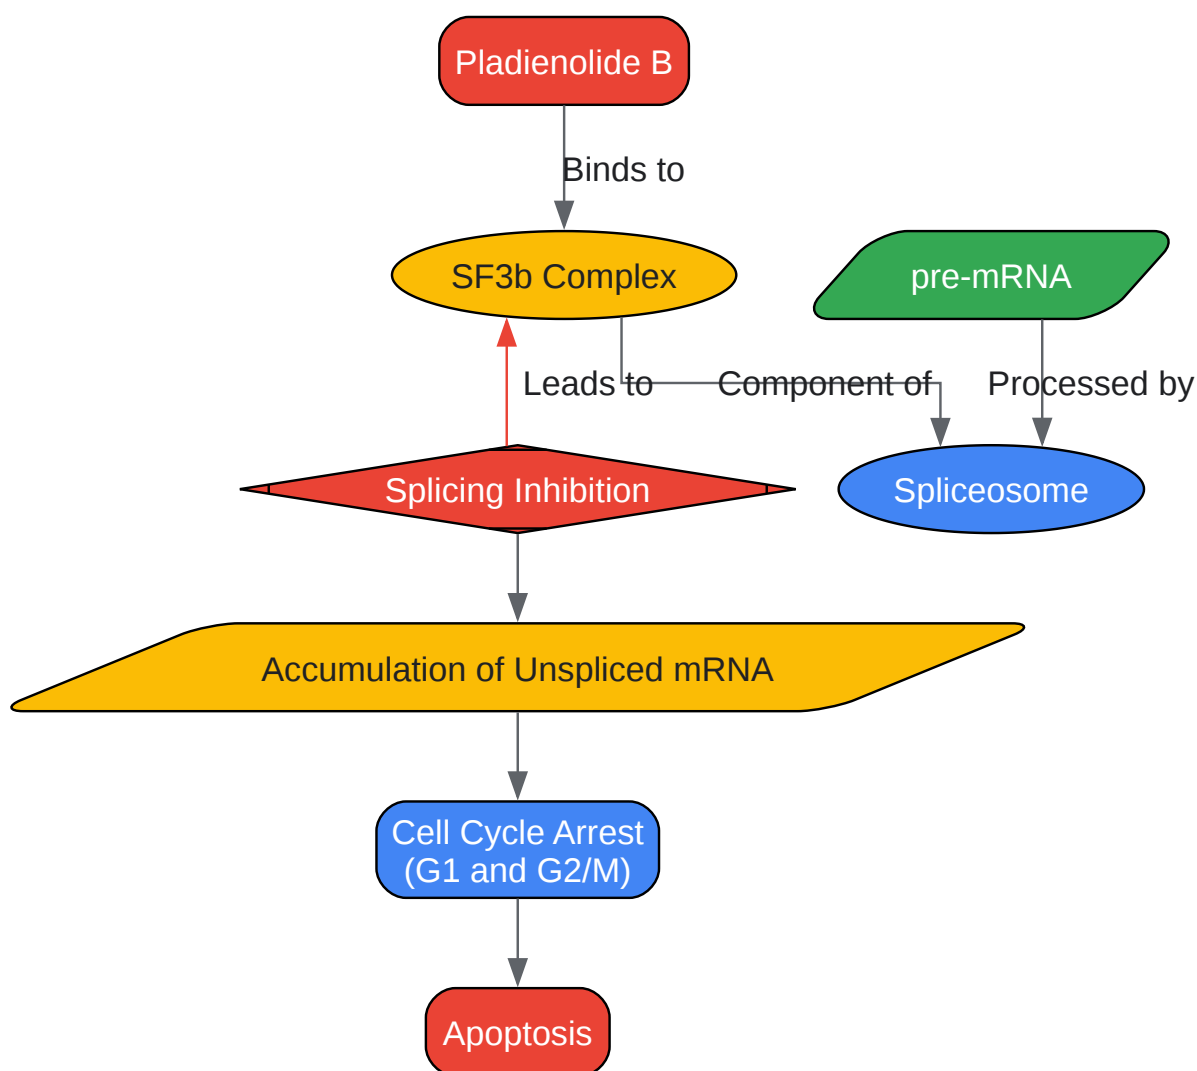 Pladienolide B
Binds to
SF3b Complex
pre-mRNA
Leads to
Component of
Processed by
Splicing Inhibition
Spliceosome
Accumulation of Unspliced mRNA
Cell Cycle Arrest
(G1 and G2/M)
Apoptosis